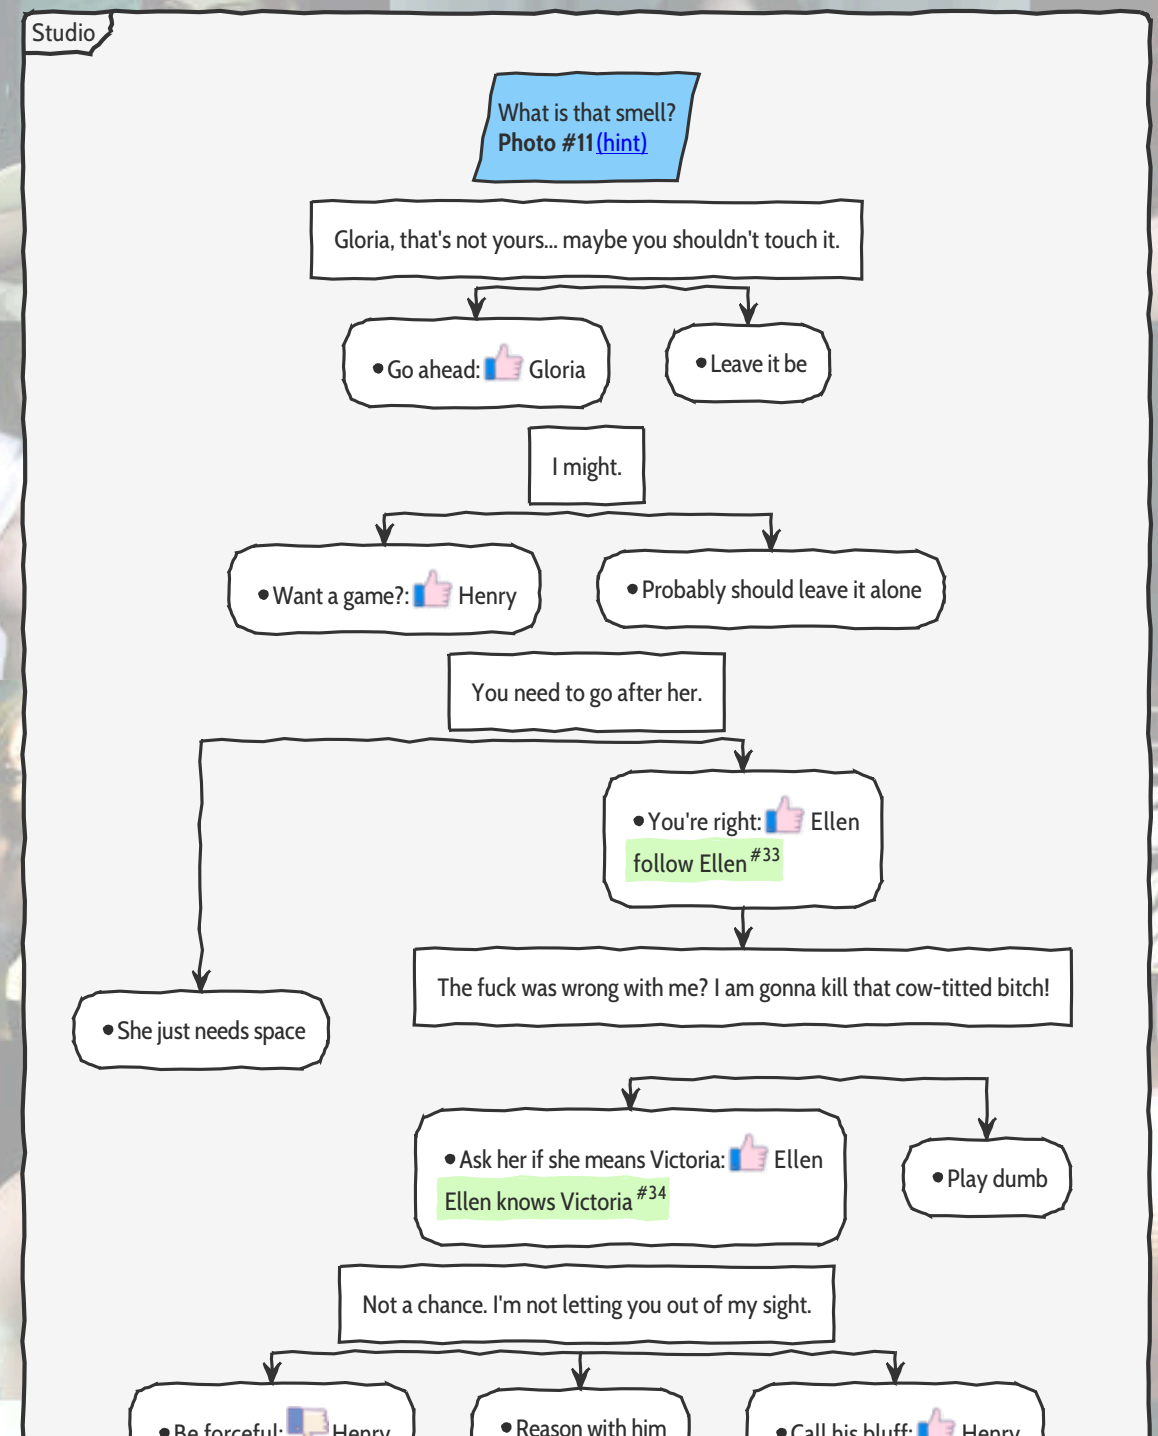 Studio
What is that smell?
Photo #11(hint)
Gloria, that's not yours... maybe you shouldn't touch it.
•Go ahead: Gloria
•Leave it be
I might.
•Want a game?: Henry
•Probably should leave it alone
You need to go after her.
•You're right: Ellen
follow Ellen #33
The fuck was wrong with me? I am gonna kill that cow-titted bitch!
•She just needs space
•Ask her if she means Victoria: Ellen
Ellen knows Victoria #34
•Play dumb
Not a chance. I'm not letting you out of my sight.
•Be forceful: Henry
•Reason with him
•Call his bluff: Henry